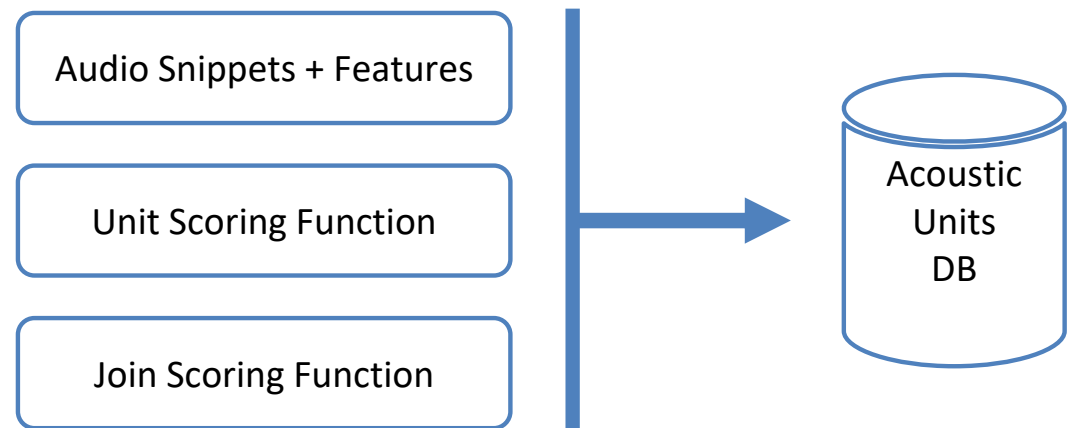 Audio Snippets + Features
Unit Scoring Function
Join Scoring Function
Acoustic
Units
DB